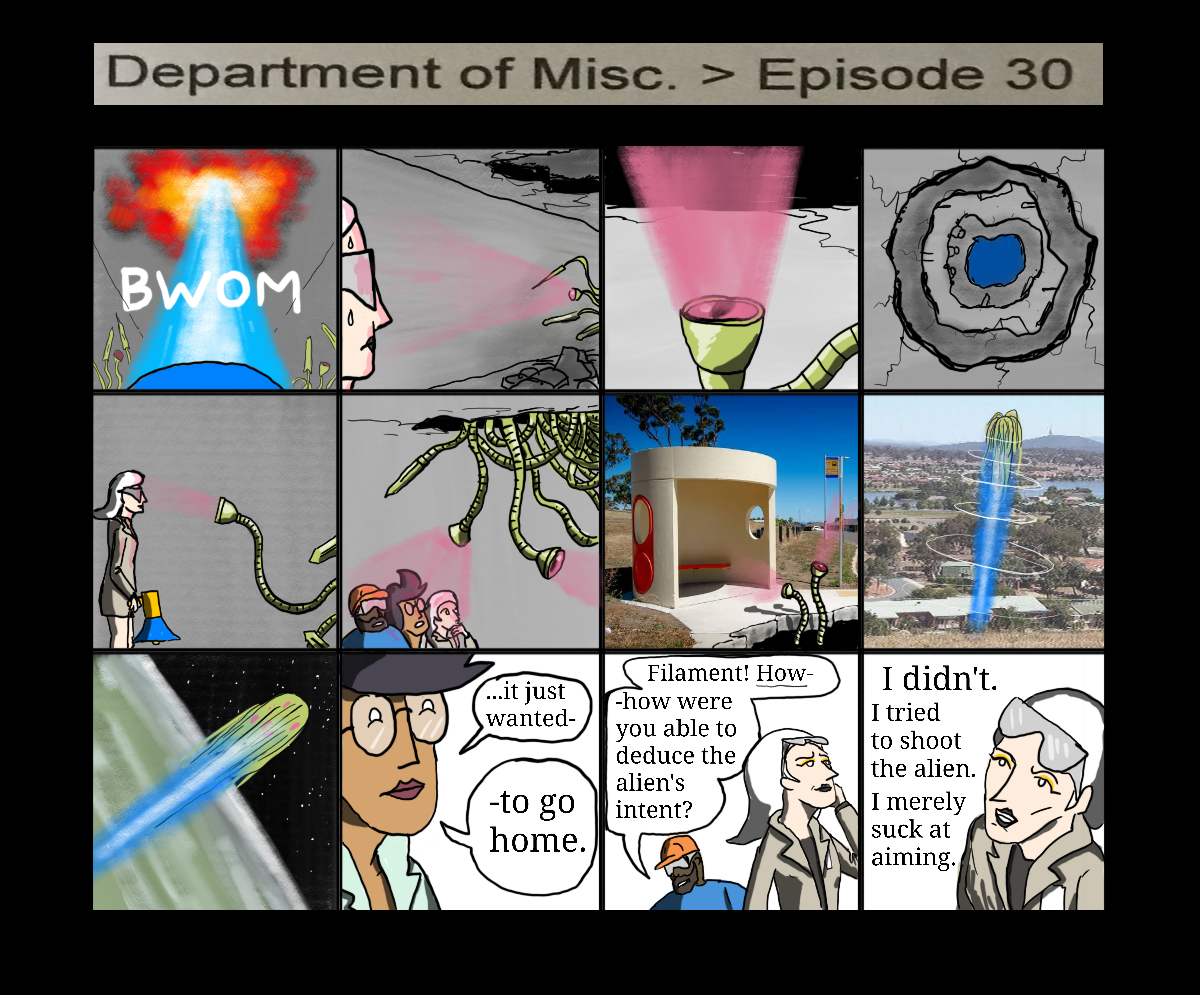 Department of Misc. > Episode 30
BWOM
...it just
wanted-
-to go
home.
Filament! How-
-how were
you able to
deduce the
alien's
intent?
I didn't.
I tried
to shoot
the alien.
I merely
suck at
aiming.